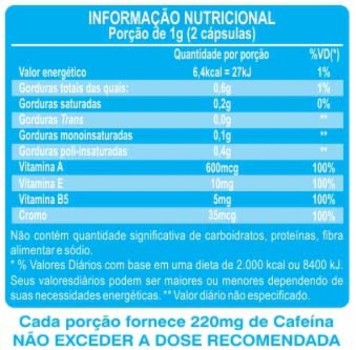 INFORMAÇÃO NUTRICIONAL
Porção de 1g (2 cápsulas)
Quantidade por porção %VD(*)
Valor energético 6,4kcal = 27kJ 1%
Gorduras totais das quais: 0,6g 1%
Gorduras saturadas 0,2g 0%
Gorduras Trans 0,0g **
Gorduras monoinsaturadas 0,1g **
Gorduras poli-insaturadas 0,4g **
Vitamina A 600mcg 100%
Vitamina E 10mg 100%
Vitamina B5 5mg 100%
Cromo 35mcg 100%
Não contém quantidade significativa de carboidratos, proteínas, fibra
alimentar e sódio.
* % Valores Diários com base em uma dieta de 2.000 kcal ou 8400 kJ.
Seus valoresdiários podem ser maiores ou menores dependendo de
suas necessidades energéticas. ** Valor diário não especificado.
Cada porção fornece 220mg de Cafeína
NÃO EXCEDER A DOSE RECOMENDADA